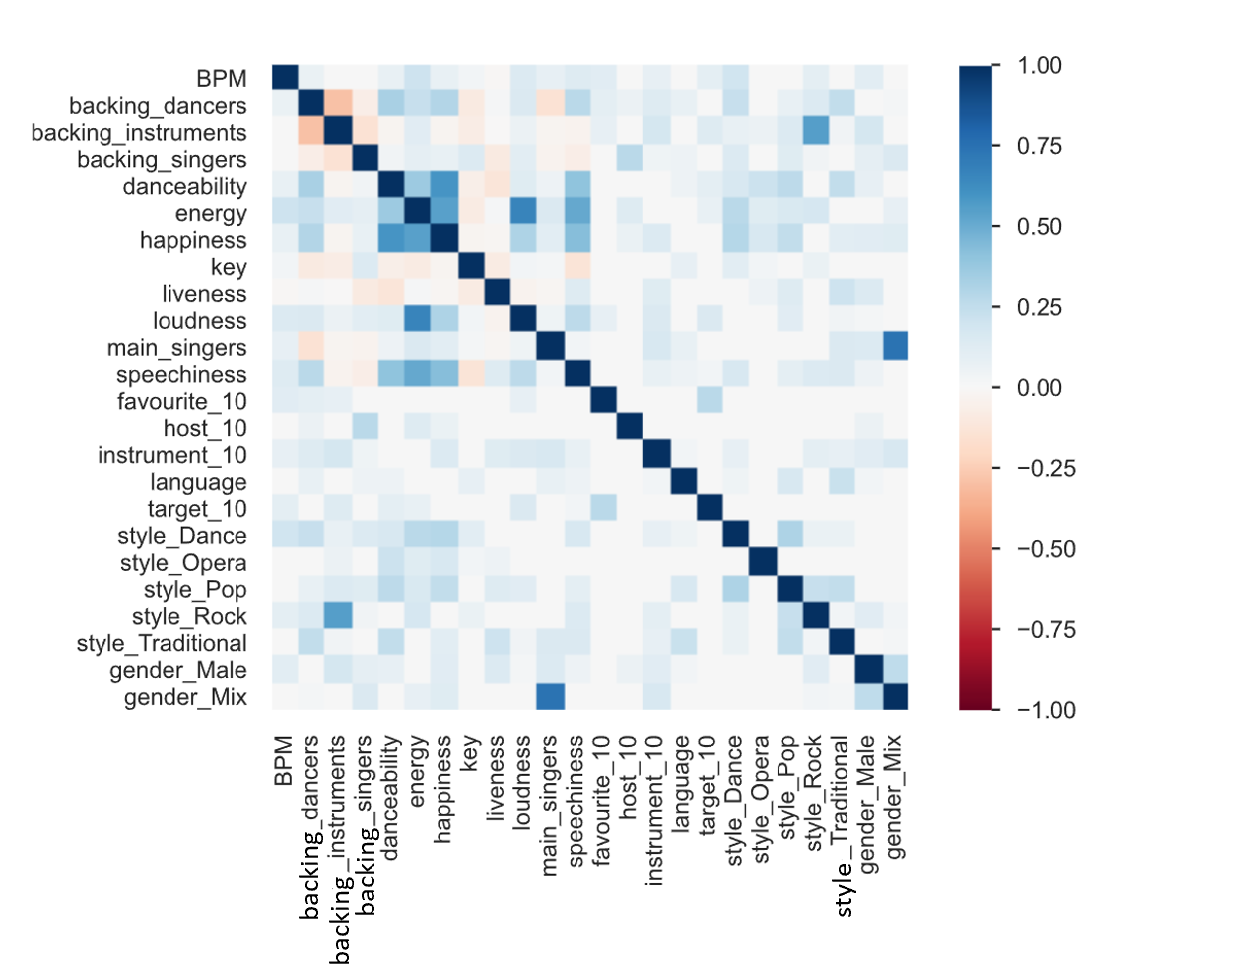 BPM
backing_dancers
backing_instruments
backing_singers
danceability
energy
happiness
key
liveness
loudness
main_singers
speechiness
favourite_10
host_10
instrument_10
language
target_10
style_Dance
style_Opera
style_Pop
style_Rock
style_Traditional
gender_Male
gender_Mix
BPM
backing_dancers
backing_instruments
backing_singers
danceability
energy
happiness
key
liveness
loudness
main_singers
speechiness
favourite_10
host_10
instrument_10
language
target_10
style_Dance
style_Opera
style_Pop
style_Rock
style_Traditional
gender_Male
gender_Mix
1.00
0.75
0.50
0.25
0.00
−0.25
−0.50
−0.75
−1.00